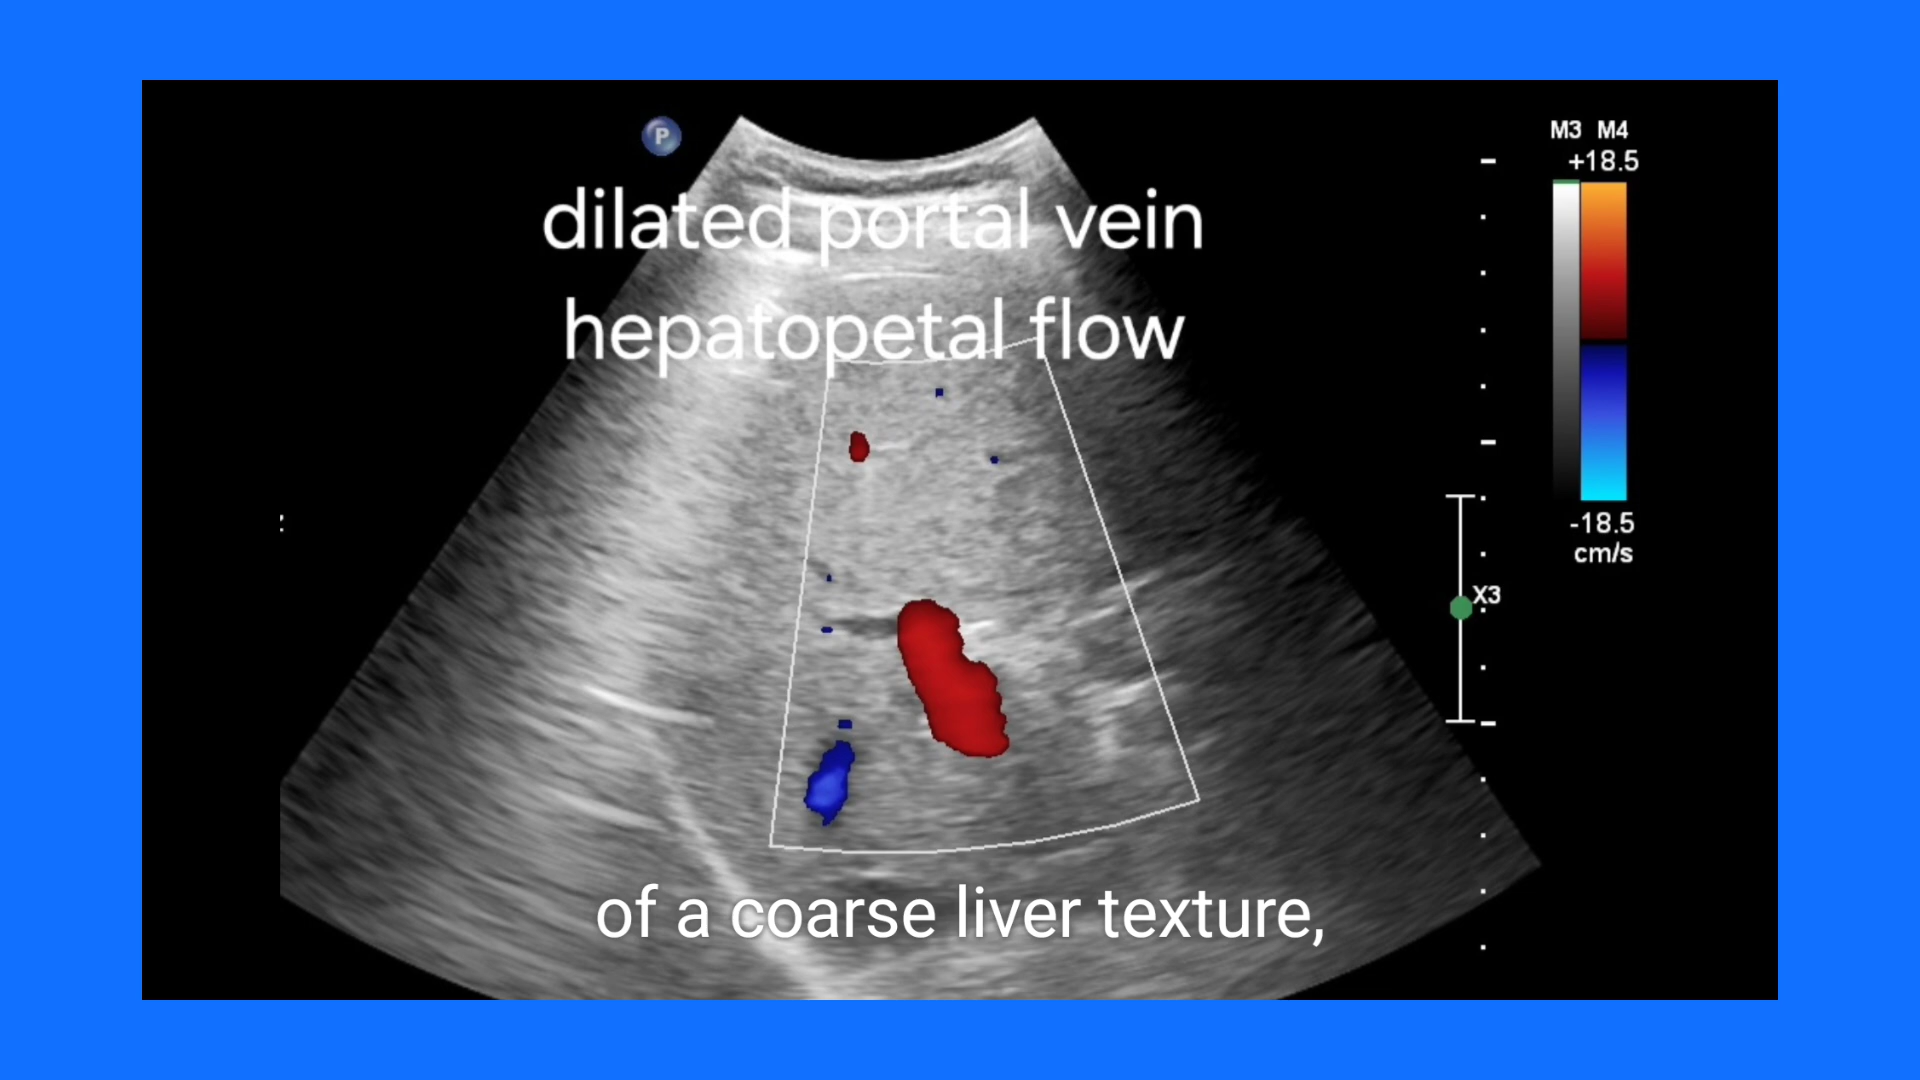 P
M3 M4
+18.5
dilated portal vein
hepatopetal flow
-18.5
cm/s
X3
of a coarse liver texture,